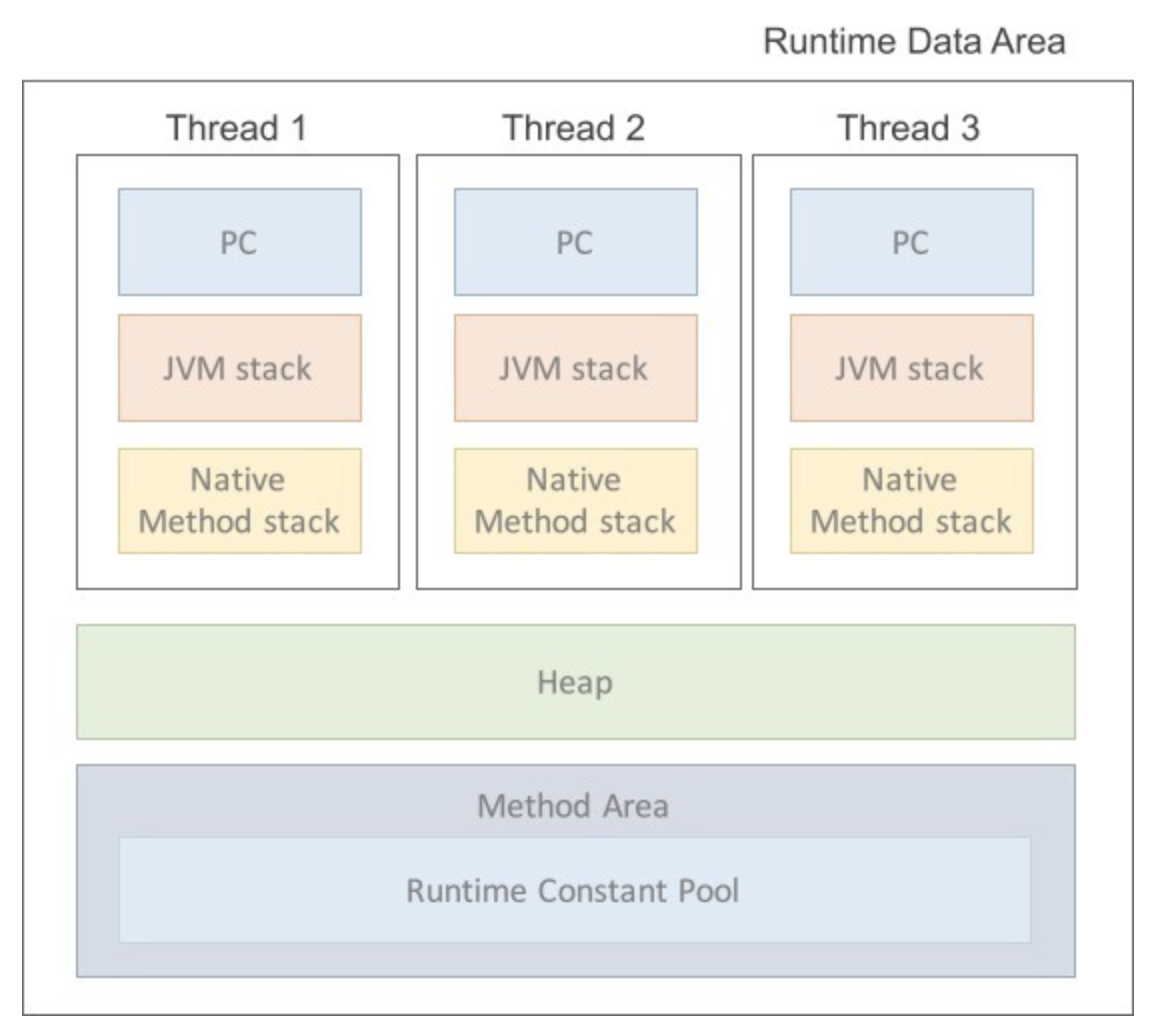 Runtime Data Area
Thread 1
Thread 2
Thread 3
PC
PC
PC
JVM stack
JVM stack
JVM stack
Native
Method stack
Native
Method stack
Native
Method stack
Heap
Method Area
Runtime Constant Pool